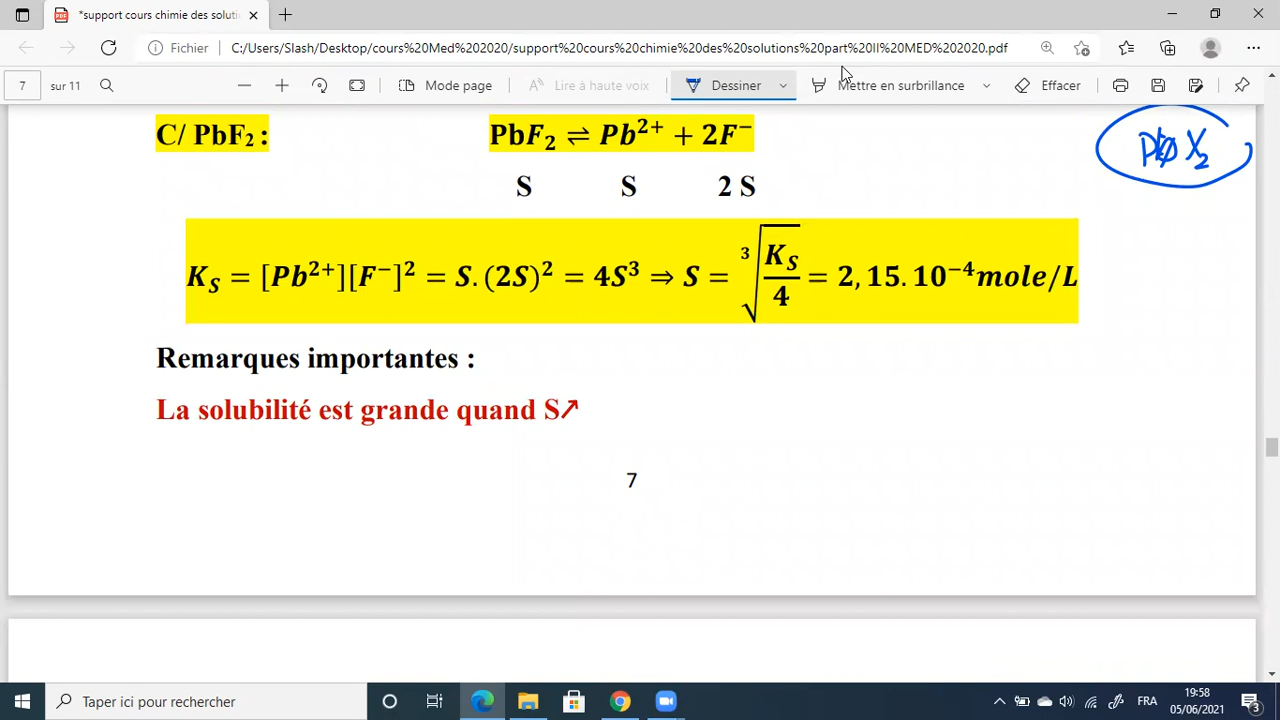 *support cours chimie des soluti
Fichier C:/Users/Slash/Desktop/cours%20Med%202020/support%20cours%20chimie%20des%20solutions%20part%20II%20MED%202020.pdf
7 sur 11 Mode page Lire à haute voix Dessiner Mettre en surbrillance Effacer
C/ PbF₂ : PbF₂ ⇌ Pb²⁺ + 2F⁻
S S 2 S
K_S = [Pb²⁺][F⁻]² = S.(2S)² = 4S³ ⇒ S = ∛(K_S/4) = 2,15.10⁻⁴mole/L
Remarques importantes :
La solubilité est grande quand S↗
7
Taper ici pour rechercher
FRA
19:58
05/06/2021
3